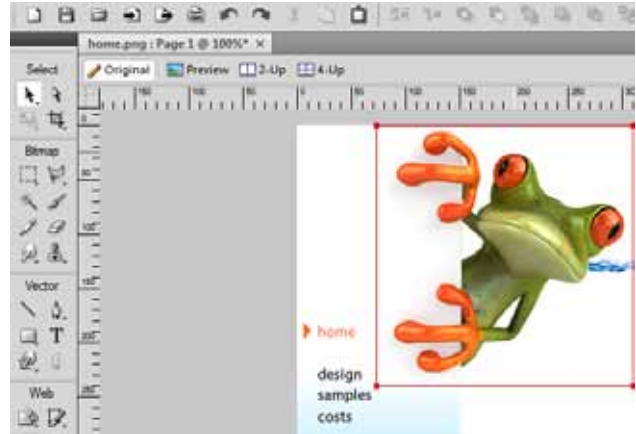 home.png : Page 1 @ 100%* ×
Select
Original Preview 2-Up 4-Up
Bitmap
Vector
T
Web
home
design
samples
costs